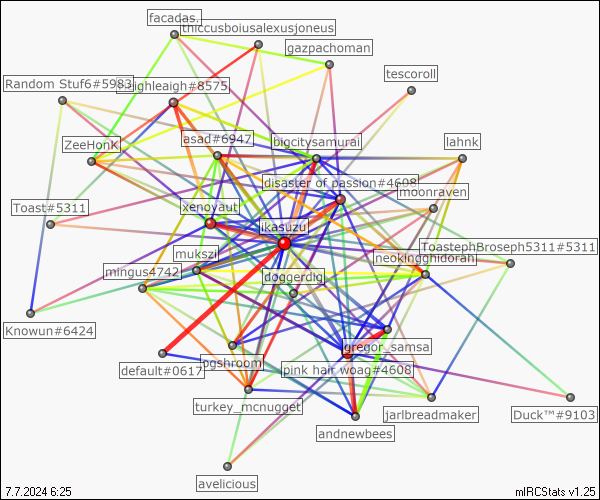 facadas.
thiccusboiusalexusjoneus
gazpachoman
tescoroll
Random Stuf6#5983
leighleaigh#8575
ZeeHonK
asad#6947
bigcitysamurai
lahnk
disaster of passion#4608
moonraven
Toast#5311
xenoyaut
ikasuzu
ToastephBroseph5311#5311
mukszil
neokingghidorah
mingus4742
doggerdig
Knowun#6424
gregor_samsa
default#0617
pink hair woag#4608
turkey_mcnugget
jarlbreadmaker
Duck™#9103
andnewbees
avelicious
7.7.2024 6:25
mIRCStats v1.25